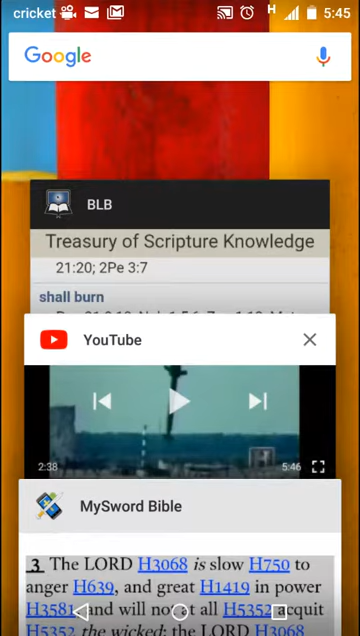 cricket H 5:45
Google
BLB
Treasury of Scripture Knowledge
21:20; 2Pe 3:7
shall burn
YouTube
2:38 5:46
MySword Bible
3 The LORD H3068 is slow H750 to
anger H639, and great H1419 in power
H3581, and will not at all H5352 acquit
H5352 the wicked: the LORD H3068